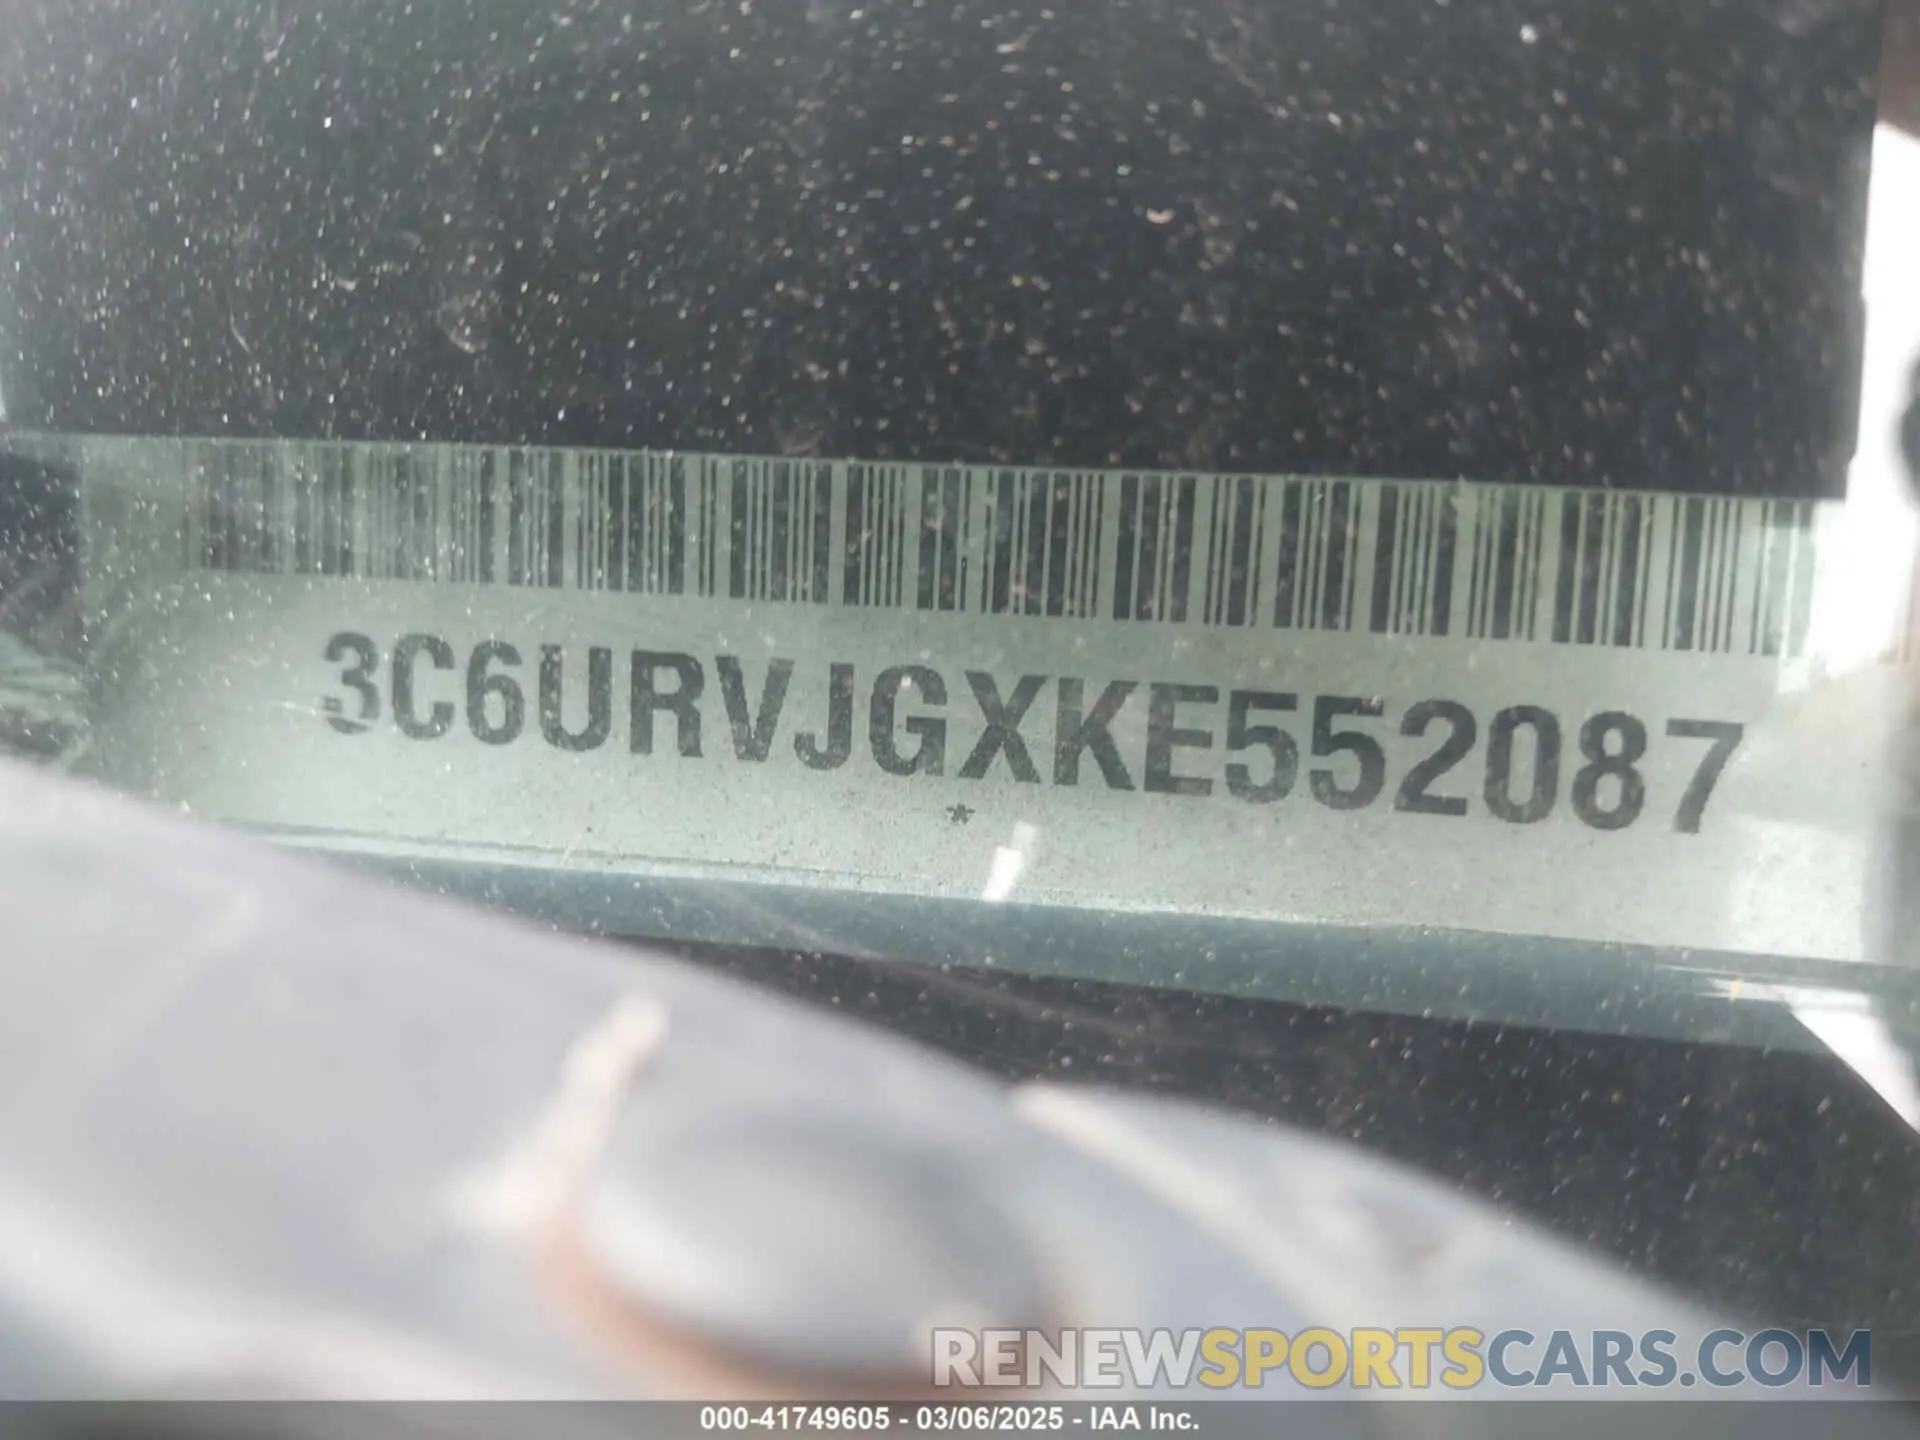 3C6URVJGXKE552087
*
RENEWSPORTSCARS.COM
000-41749605 - 03/06/2025 - IAA Inc.